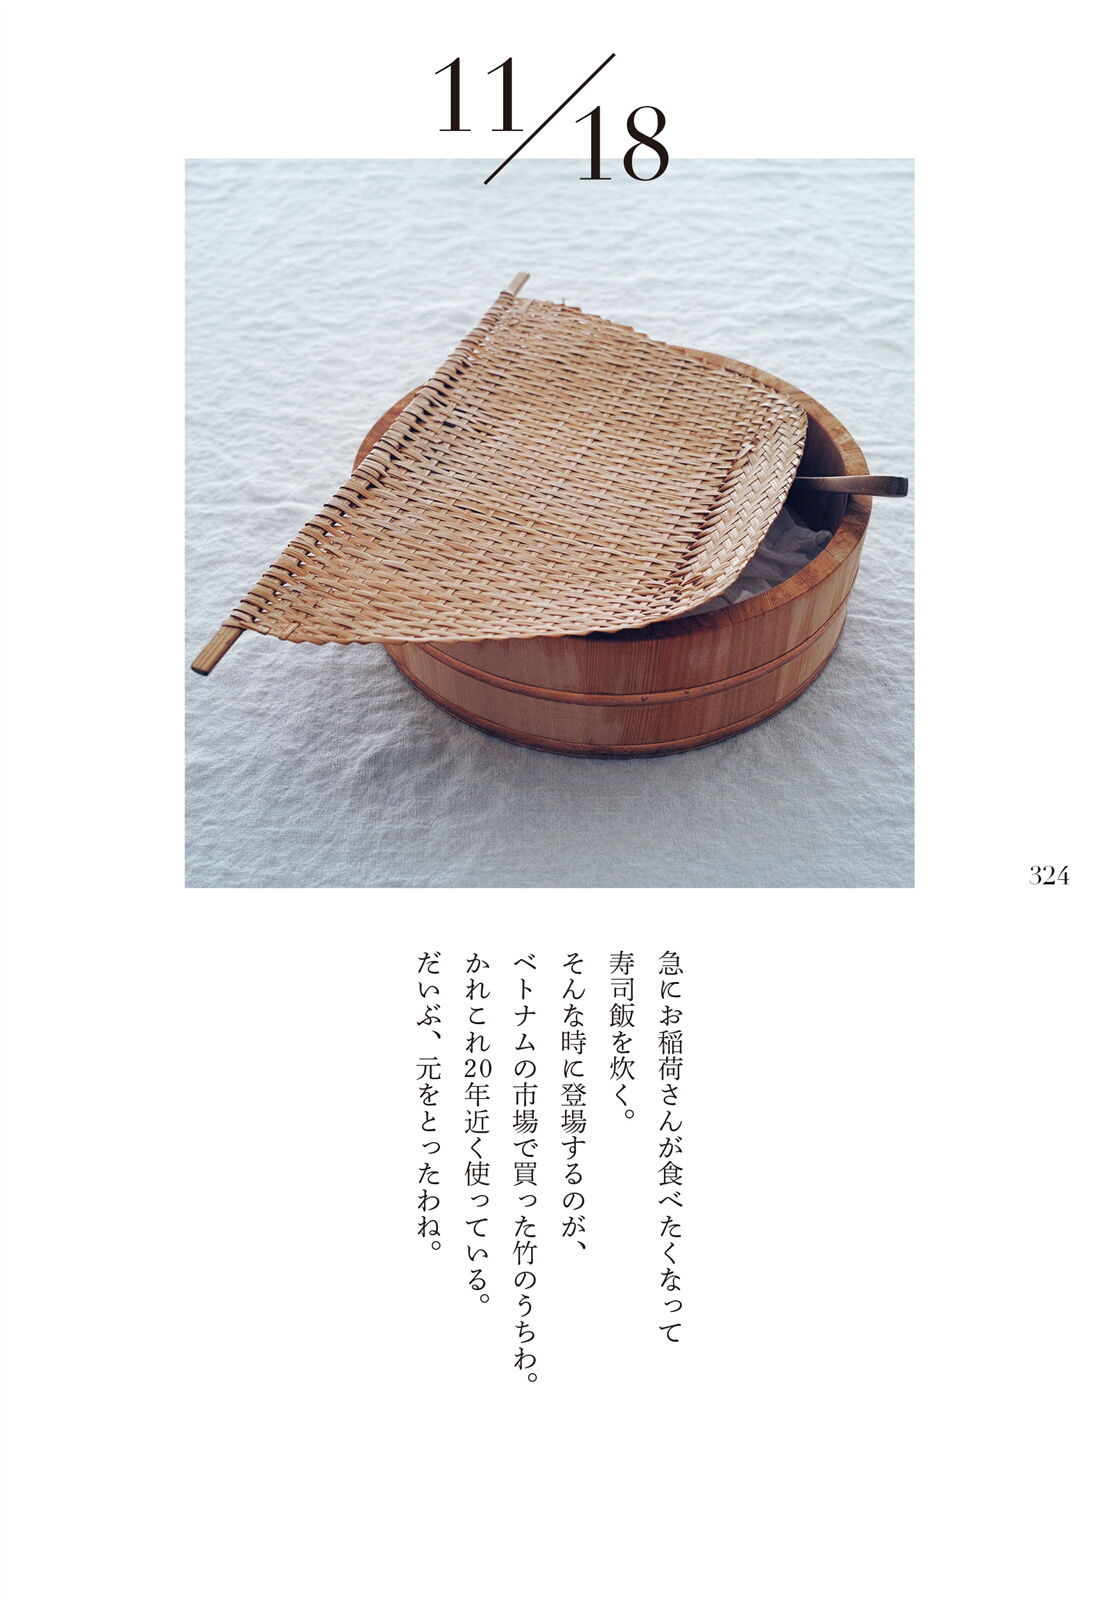 11/18
324
急にお稲荷さんが食べたくなって
寿司飯を炊く。
そんな時に登場するのが、
ベトナムの市場で買った竹のうちわ。
かれこれ20年近く使っている。
だいぶ、元をとったわね。